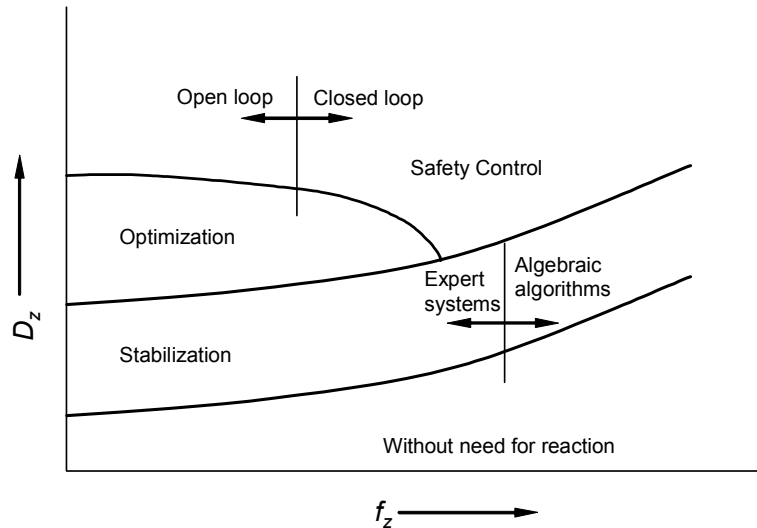 Open loop
Closed loop
Safety Control
Optimization
Expert
systems
Algebraic
algorithms
Stabilization
Without need for reaction
D_z
f_z